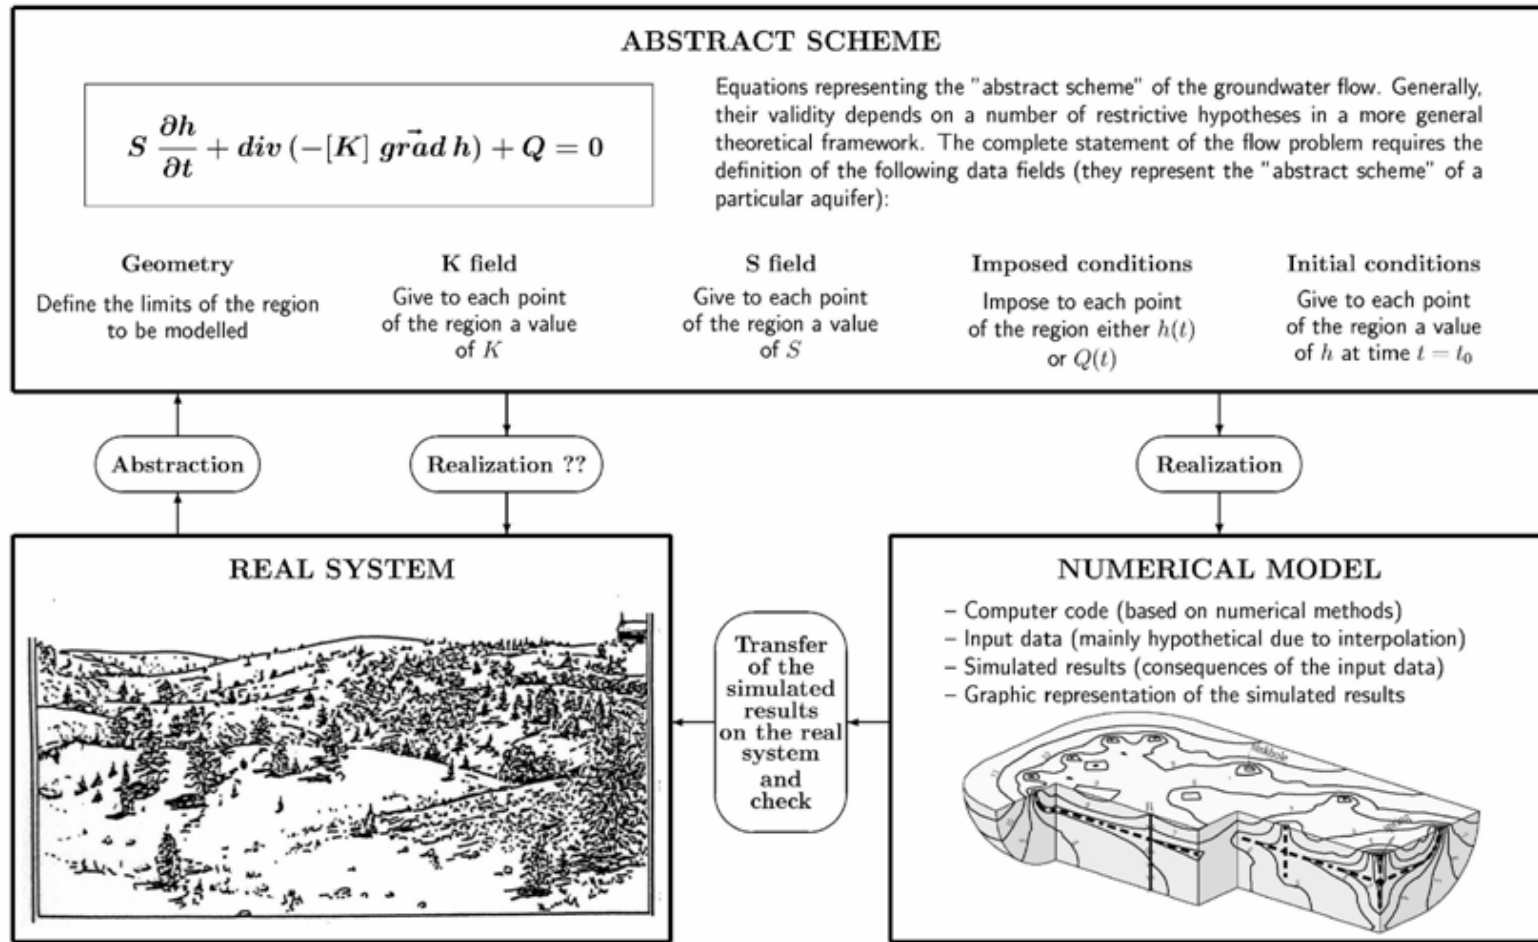 ABSTRACT SCHEME
S ∂h/∂t + div (−[K] grad⃗ h) + Q = 0
Equations representing the "abstract scheme" of the groundwater flow. Generally,
their validity depends on a number of restrictive hypotheses in a more general
theoretical framework. The complete statement of the flow problem requires the
definition of the following data fields (they represent the "abstract scheme" of a
particular aquifer):
Geometry
Define the limits of the region
to be modelled
K field
Give to each point
of the region a value
of K
S field
Give to each point
of the region a value
of S
Imposed conditions
Impose to each point
of the region either h(t)
or Q(t)
Initial conditions
Give to each point
of the region a value
of h at time t = t₀
Abstraction
Realization ??
Realization
REAL SYSTEM
Transfer
of the
simulated
results
on the real
system
and
check
NUMERICAL MODEL
– Computer code (based on numerical methods)
– Input data (mainly hypothetical due to interpolation)
– Simulated results (consequences of the input data)
– Graphic representation of the simulated results